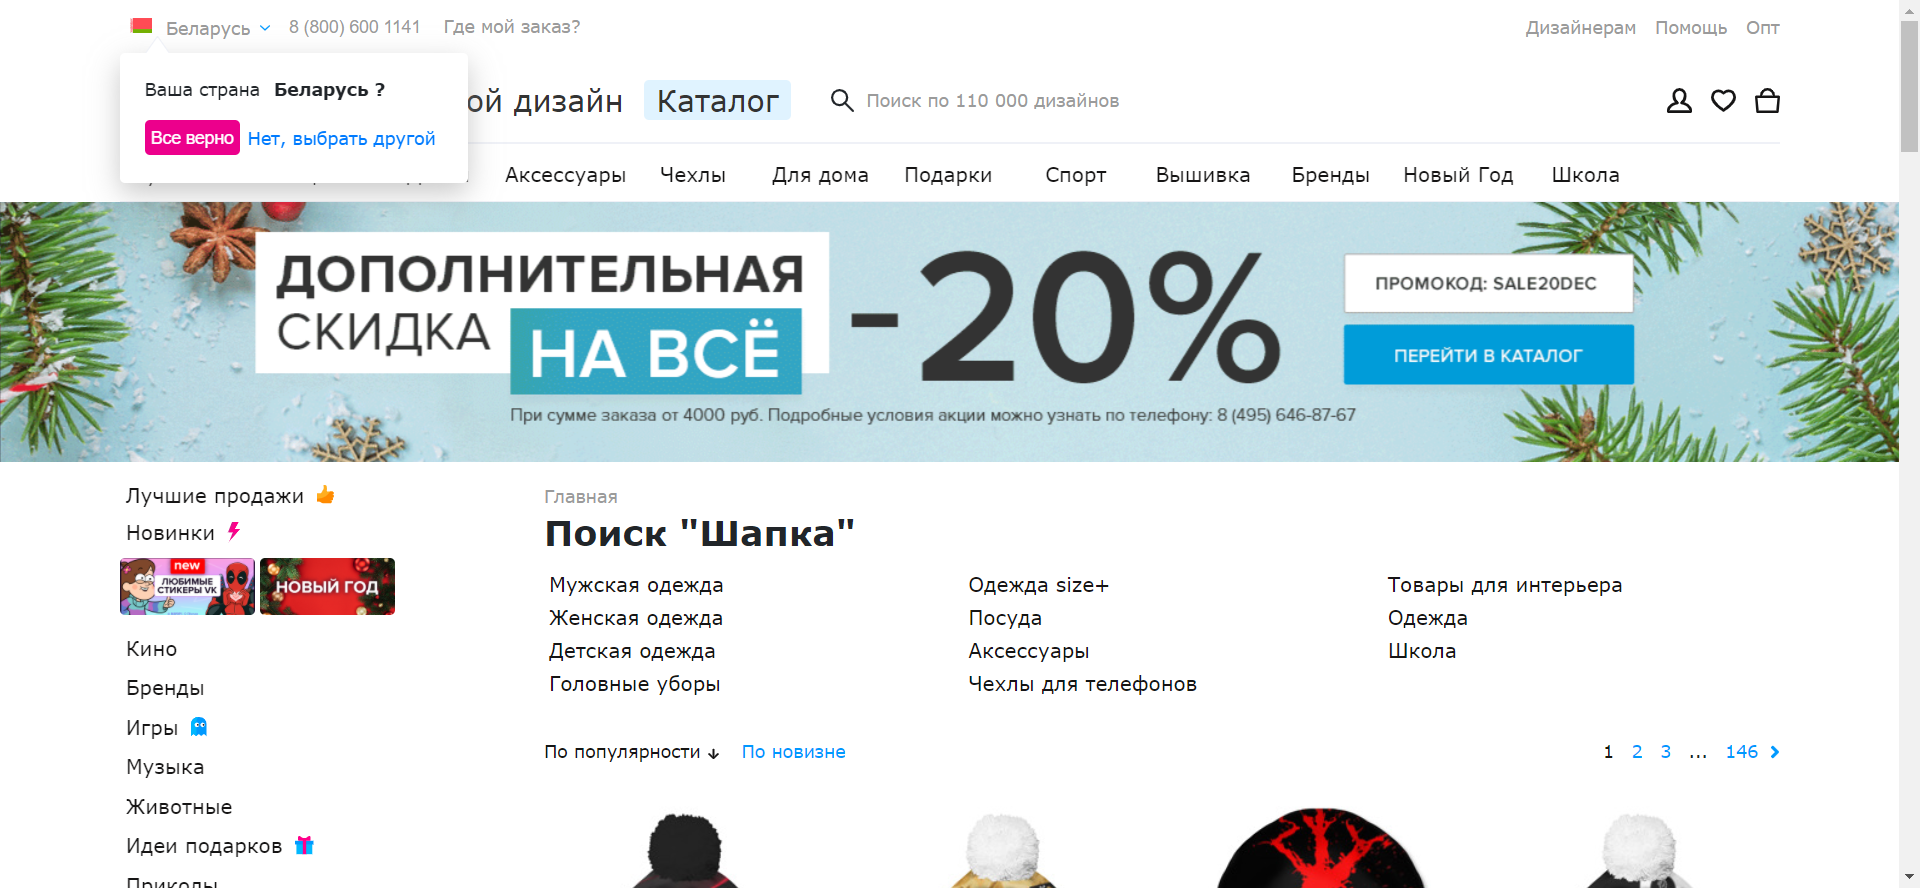 Беларусь
8 (800) 600 1141
Где мой заказ?
Дизайнерам
Помощь
Опт
Ваша страна Беларусь ?
Все верно
Нет, выбрать другой
ой дизайн
Каталог
Поиск по 110 000 дизайнов
Аксессуары
Чехлы
Для дома
Подарки
Спорт
Вышивка
Бренды
Новый Год
Школа
ДОПОЛНИТЕЛЬНАЯ
СКИДКА
НА ВСЁ
-20%
ПРОМОКОД: SALE20DEC
ПЕРЕЙТИ В КАТАЛОГ
При сумме заказа от 4000 руб. Подробные условия акции можно узнать по телефону: 8 (495) 646-87-67
Лучшие продажи
Новинки
new
ЛЮБИМЫЕ
СТИКЕРЫ VK
НОВЫЙ ГОД
Кино
Бренды
Игры
Музыка
Животные
Идеи подарков
Приколы
Главная
Поиск "Шапка"
Мужская одежда
Женская одежда
Детская одежда
Головные уборы
Одежда size+
Посуда
Аксессуары
Чехлы для телефонов
Товары для интерьера
Одежда
Школа
По популярности
По новизне
1 2 3 ... 146